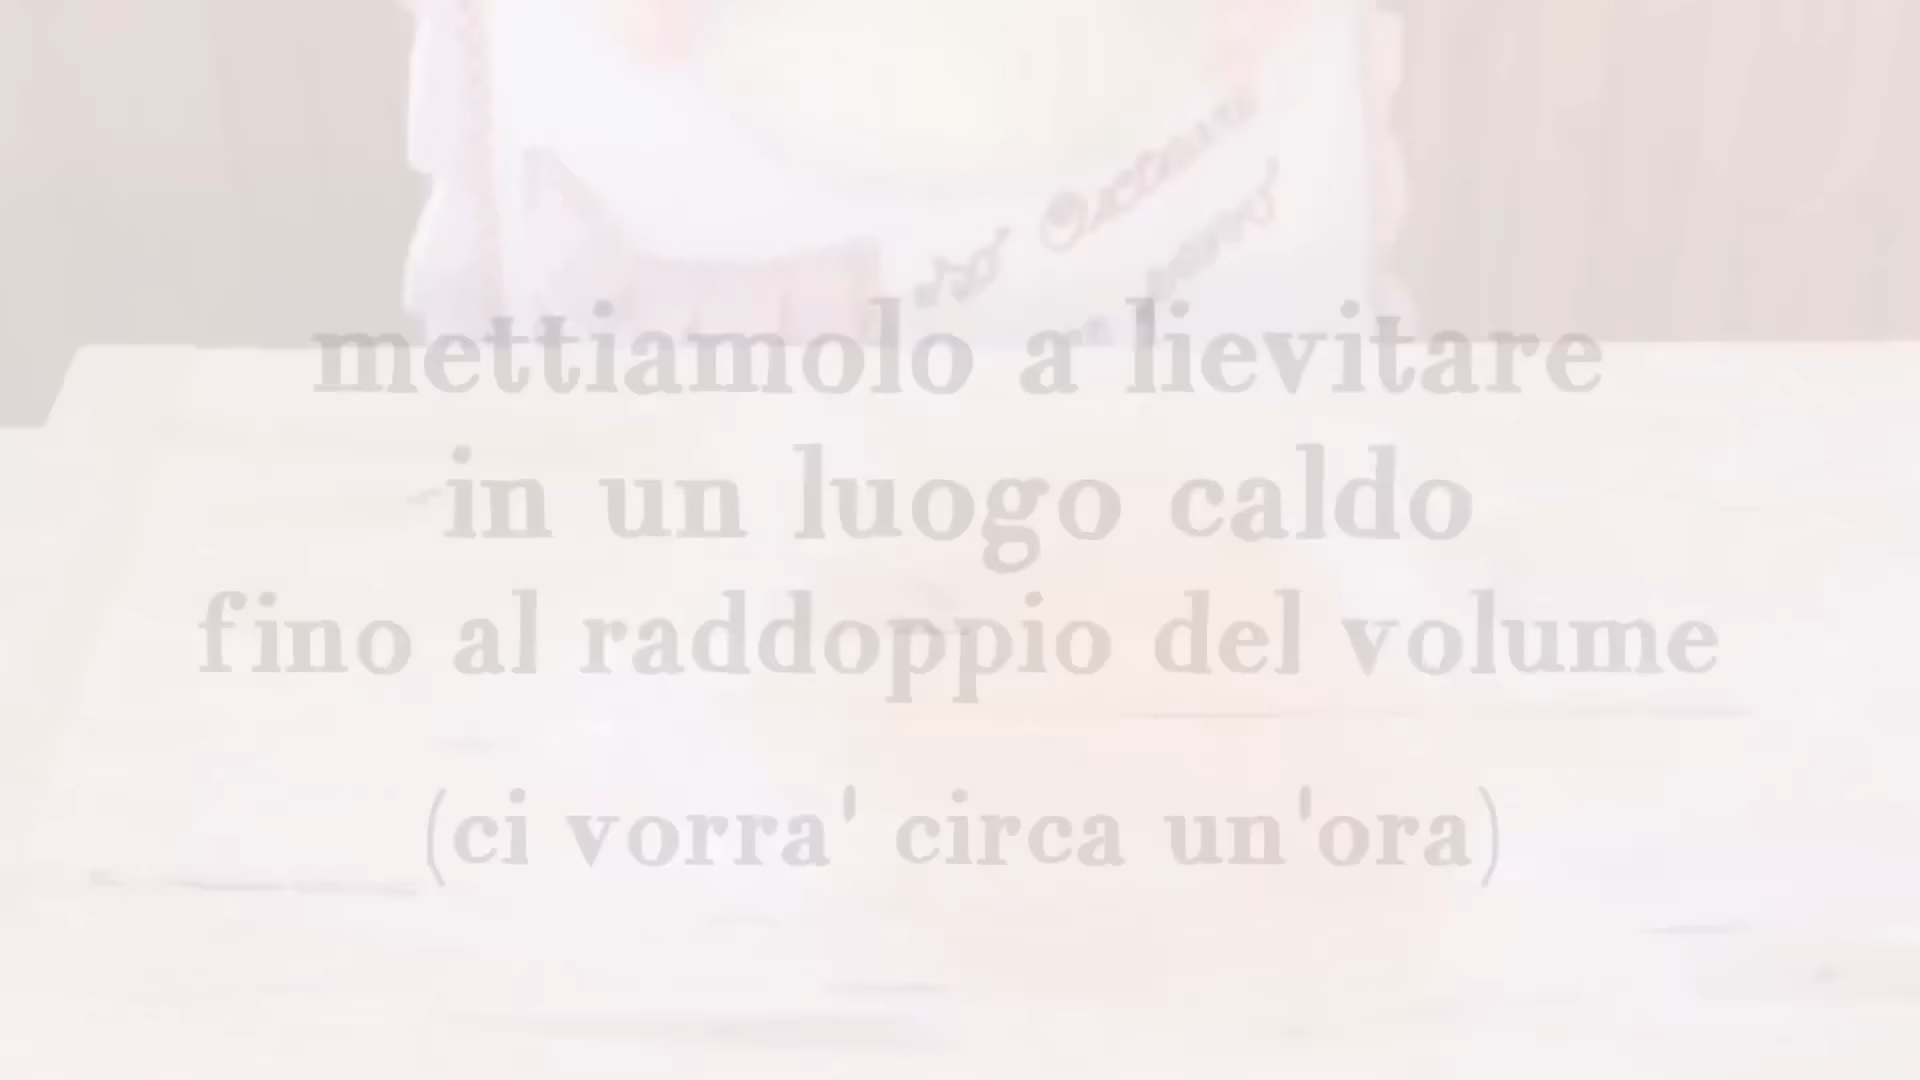 mettiamolo a lievitare
in un luogo caldo
fino al raddoppio del volume
(ci vorra' circa un'ora)